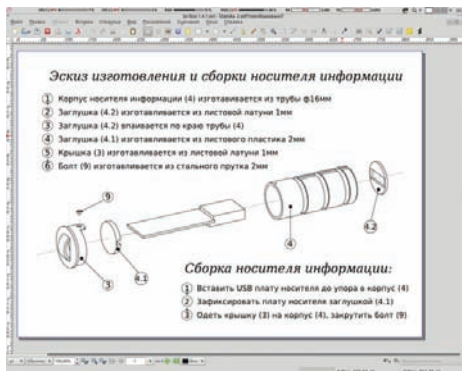 Эскиз изготовления и сборки носителя информации
1 Корпус носителя информации (4) изготавивается из трубы ф16мм
2 Заглушка (4.2) изготавливается из листовой латуни 1мм
3 Заглушка (4.2) впаивается по краю трубы (4)
4 Заглушка (4.1) изготавливается из листового пластика 2мм
5 Крышка (3) изготавливается из листовой латуни 1мм
6 Болт (9) изготавливается из стального прутка 2мм
9
3
4.1
4
4.2
Сборка носителя информации:
1 Вставить USB плату носителя до упора в корпус (4)
2 Зафиксировать плату носителя заглушкой (4.1)
3 Одеть крышку (3) на корпус (4), закрутить болт (9)